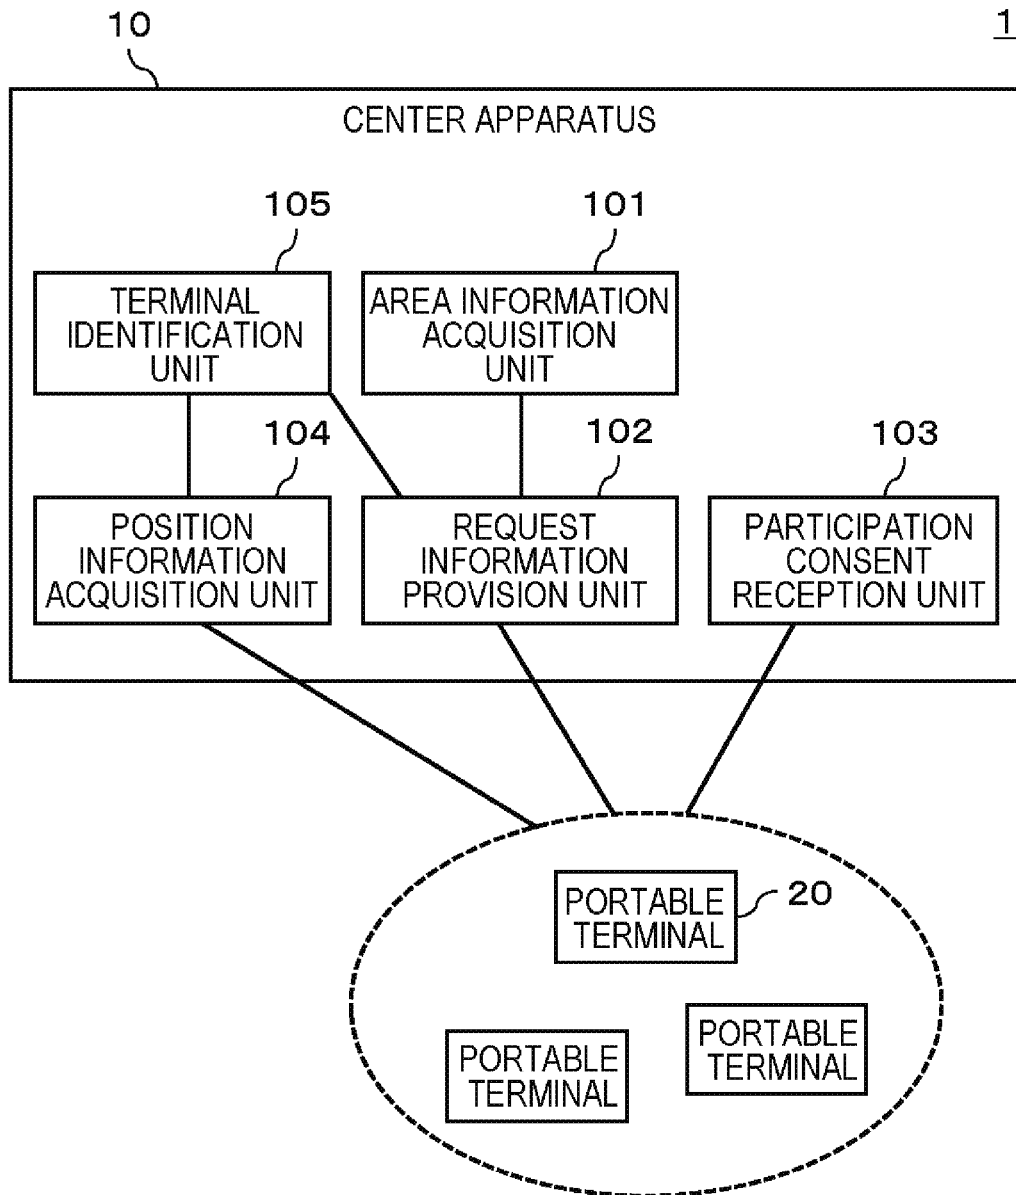 10
1
CENTER APPARATUS
105
101
TERMINAL
IDENTIFICATION
UNIT
AREA INFORMATION
ACQUISITION
UNIT
104
102
103
POSITION
INFORMATION
ACQUISITION UNIT
REQUEST
INFORMATION
PROVISION UNIT
PARTICIPATION
CONSENT
RECEPTION UNIT
PORTABLE
TERMINAL
20
PORTABLE
TERMINAL
PORTABLE
TERMINAL